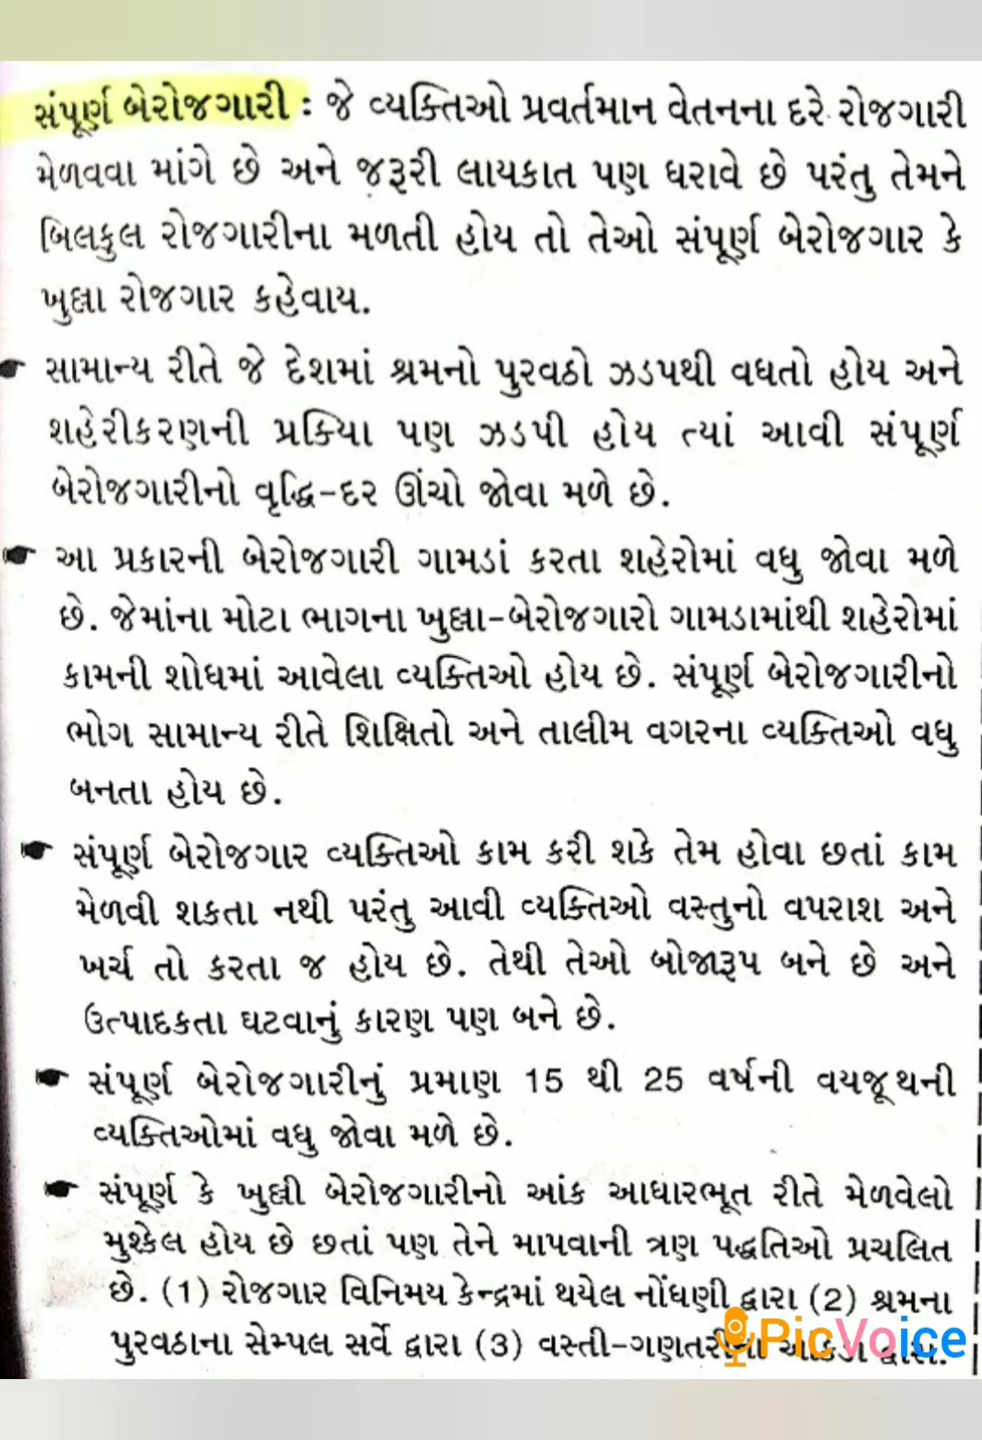 સંપૂર્ણ બેરોજગારી : જે વ્યક્તિઓ પ્રવર્તમાન વેતનના દરે રોજગારી
મેળવવા માંગે છે અને જરૂરી લાયકાત પણ ધરાવે છે પરંતુ તેમને
બિલકુલ રોજગારીના મળતી હોય તો તેઓ સંપૂર્ણ બેરોજગાર કે
ખુલ્લા રોજગાર કહેવાય.
સામાન્ય રીતે જે દેશમાં શ્રમનો પુરવઠો ઝડપથી વધતો હોય અને
શહેરીકરણની પ્રક્યિા પણ ઝડપી હોય ત્યાં આવી સંપૂર્ણ
બેરોજગારીનો વૃદ્ધિ-દર ઊંચો જોવા મળે છે.
આ પ્રકારની બેરોજગારી ગામડાં કરતા શહેરોમાં વધુ જોવા મળે
છે. જેમાંના મોટા ભાગના ખુલ્લા-બેરોજગારો ગામડામાંથી શહેરોમાં
કામની શોધમાં આવેલા વ્યક્તિઓ હોય છે. સંપૂર્ણ બેરોજગારીનો
ભોગ સામાન્ય રીતે શિક્ષિતો અને તાલીમ વગરના વ્યક્તિઓ વધુ
બનતા હોય છે.
સંપૂર્ણ બેરોજગાર વ્યક્તિઓ કામ કરી શકે તેમ હોવા છતાં કામ
મેળવી શકતા નથી પરંતુ આવી વ્યક્તિઓ વસ્તુનો વપરાશ અને
ખર્ચ તો કરતા જ હોય છે. તેથી તેઓ બોજારૂપ બને છે અને
ઉત્પાદકતા ઘટવાનું કારણ પણ બને છે.
સંપૂર્ણ બેરોજગારીનું પ્રમાણ 15 થી 25 વર્ષની વયજૂથની
વ્યક્તિઓમાં વધુ જોવા મળે છે.
સંપૂર્ણ કે ખુલ્લી બેરોજગારીનો આંક આધારભૂત રીતે મેળવેલો
મુશ્કેલ હોય છે છતાં પણ તેને માપવાની ત્રણ પદ્ધતિઓ પ્રચલિત
છે. (1) રોજગાર વિનિમય કેન્દ્રમાં થયેલ નોંધણી દ્વારા (2) શ્રમના
પુરવઠાના સેમ્પલ સર્વે દ્વારા (3) વસ્તી-ગણતરીના
PicVoice